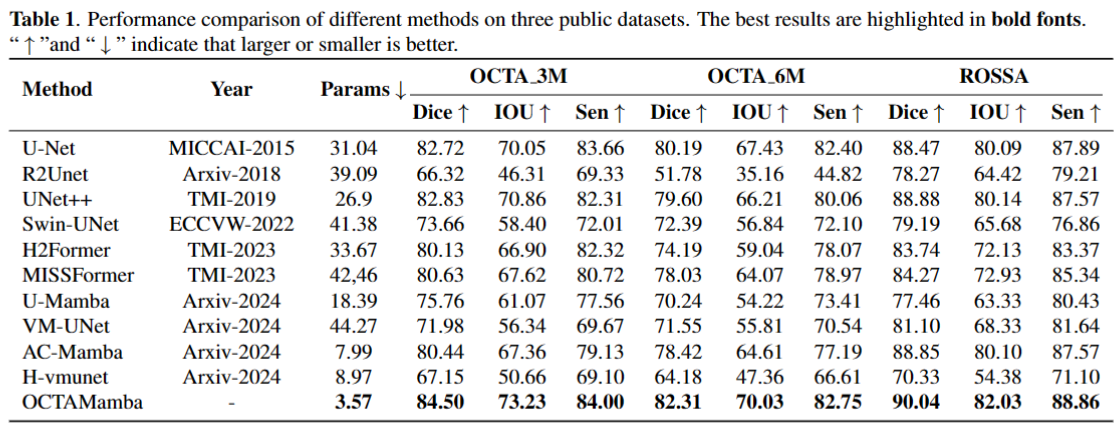 Table 1. Performance comparison of different methods on three public datasets. The best results are highlighted in bold fonts.
“ ↑ ”and “ ↓ ” indicate that larger or smaller is better.
Method Year Params ↓ OCTA_3M OCTA_6M ROSSA
Dice ↑ IOU ↑ Sen ↑ Dice ↑ IOU ↑ Sen ↑ Dice ↑ IOU ↑ Sen ↑
U-Net MICCAI-2015 31.04 82.72 70.05 83.66 80.19 67.43 82.40 88.47 80.09 87.89
R2Unet Arxiv-2018 39.09 66.32 46.31 69.33 51.78 35.16 44.82 78.27 64.42 79.21
UNet++ TMI-2019 26.9 82.83 70.86 82.31 79.60 66.21 80.06 88.88 80.14 87.57
Swin-UNet ECCVW-2022 41.38 73.66 58.40 72.01 72.39 56.84 72.10 79.19 65.68 76.86
H2Former TMI-2023 33.67 80.13 66.90 82.32 74.19 59.04 78.07 83.74 72.13 83.37
MISSFormer TMI-2023 42,46 80.63 67.62 80.72 78.03 64.07 78.97 84.27 72.93 85.34
U-Mamba Arxiv-2024 18.39 75.76 61.07 77.56 70.24 54.22 73.41 77.46 63.33 80.43
VM-UNet Arxiv-2024 44.27 71.98 56.34 69.67 71.55 55.81 70.54 81.10 68.33 81.64
AC-Mamba Arxiv-2024 7.99 80.44 67.36 79.13 78.42 64.61 77.19 88.85 80.10 87.57
H-vmunet Arxiv-2024 8.97 67.15 50.66 69.10 64.18 47.36 66.61 70.33 54.38 71.10
OCTAMamba - 3.57 84.50 73.23 84.00 82.31 70.03 82.75 90.04 82.03 88.86